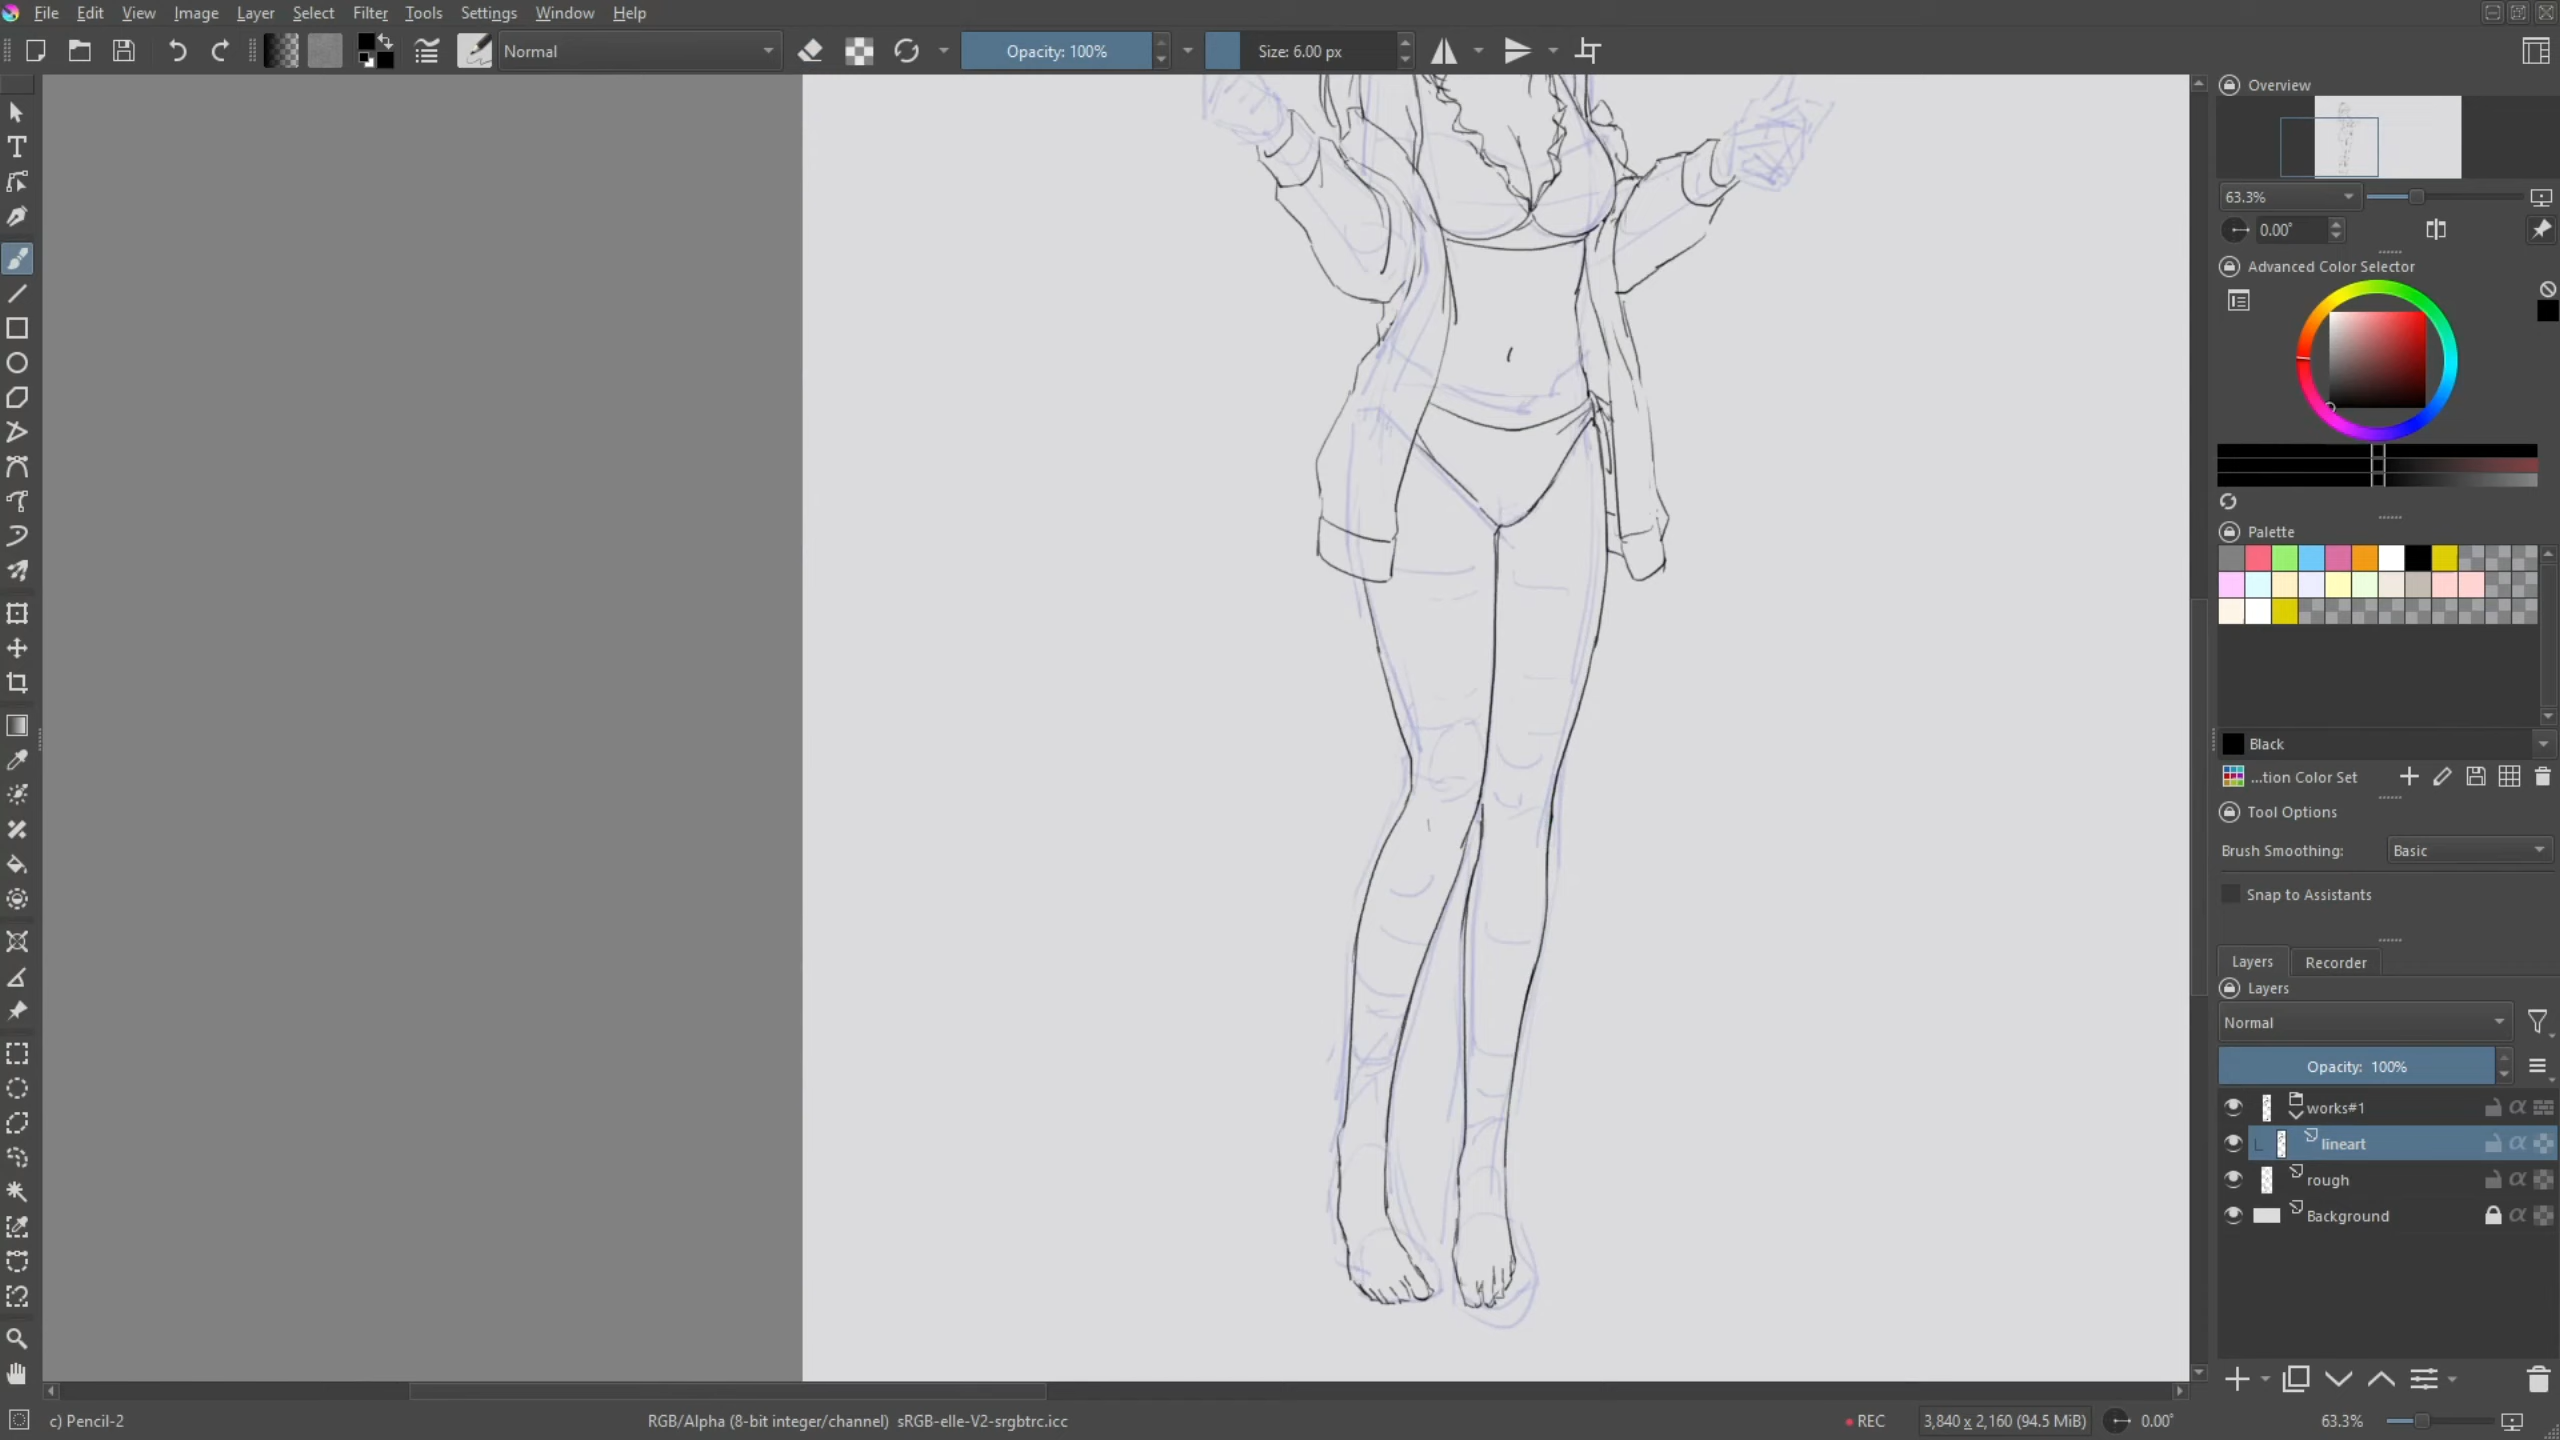 File Edit View Image Layer Select Filter Tools Settings Window Help
Normal
Opacity: 100%
Size: 6.00 px
Overview
63.3%
0.00°
Advanced Color Selector
Palette
Black
...tion Color Set
Tool Options
Brush Smoothing: Basic
Snap to Assistants
Layers Recorder
Layers
Normal
Opacity: 100%
works#1
lineart
rough
Background
c) Pencil-2
RGB/Alpha (8-bit integer/channel) sRGB-elle-V2-srgbtrc.icc
REC
3,840 x 2,160 (94.5 MiB)
0.00°
63.3%